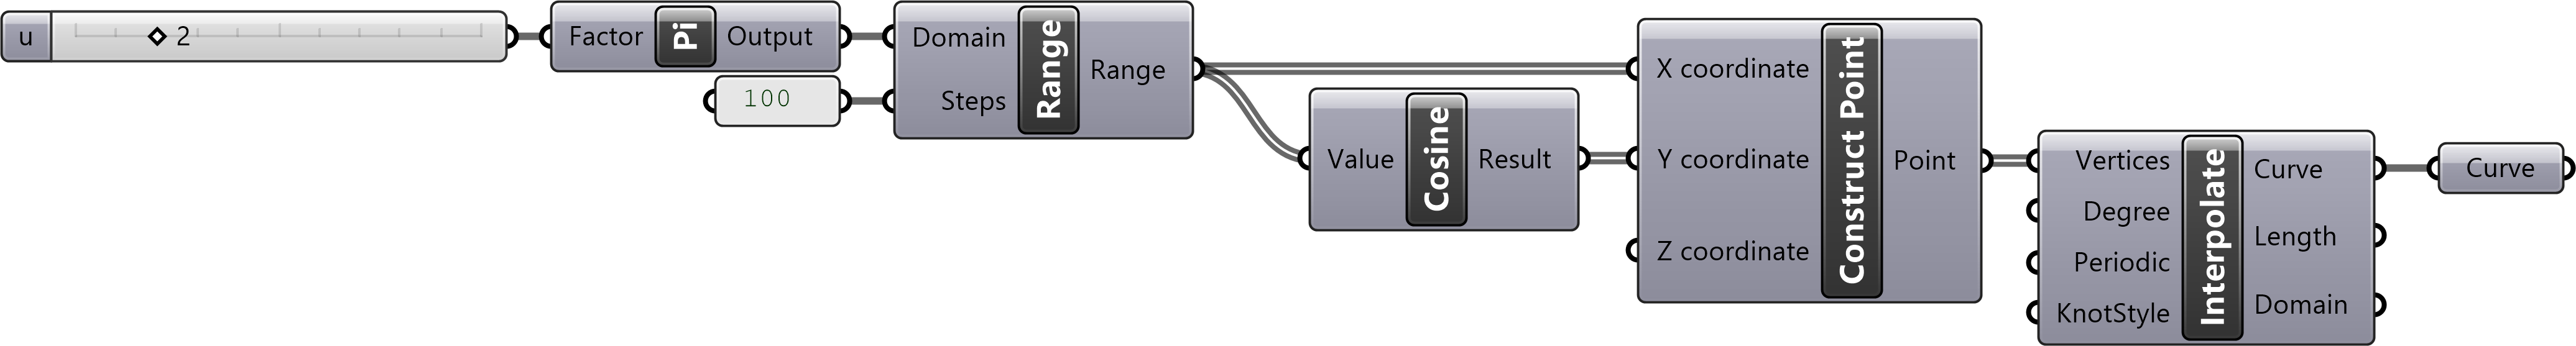 u 2
Factor Pi Output
100
Domain
Steps
Range
Range
Value Cosine Result
X coordinate
Y coordinate
Z coordinate
Construct Point
Point
Vertices
Degree
Periodic
KnotStyle
Interpolate
Curve
Length
Domain
Curve